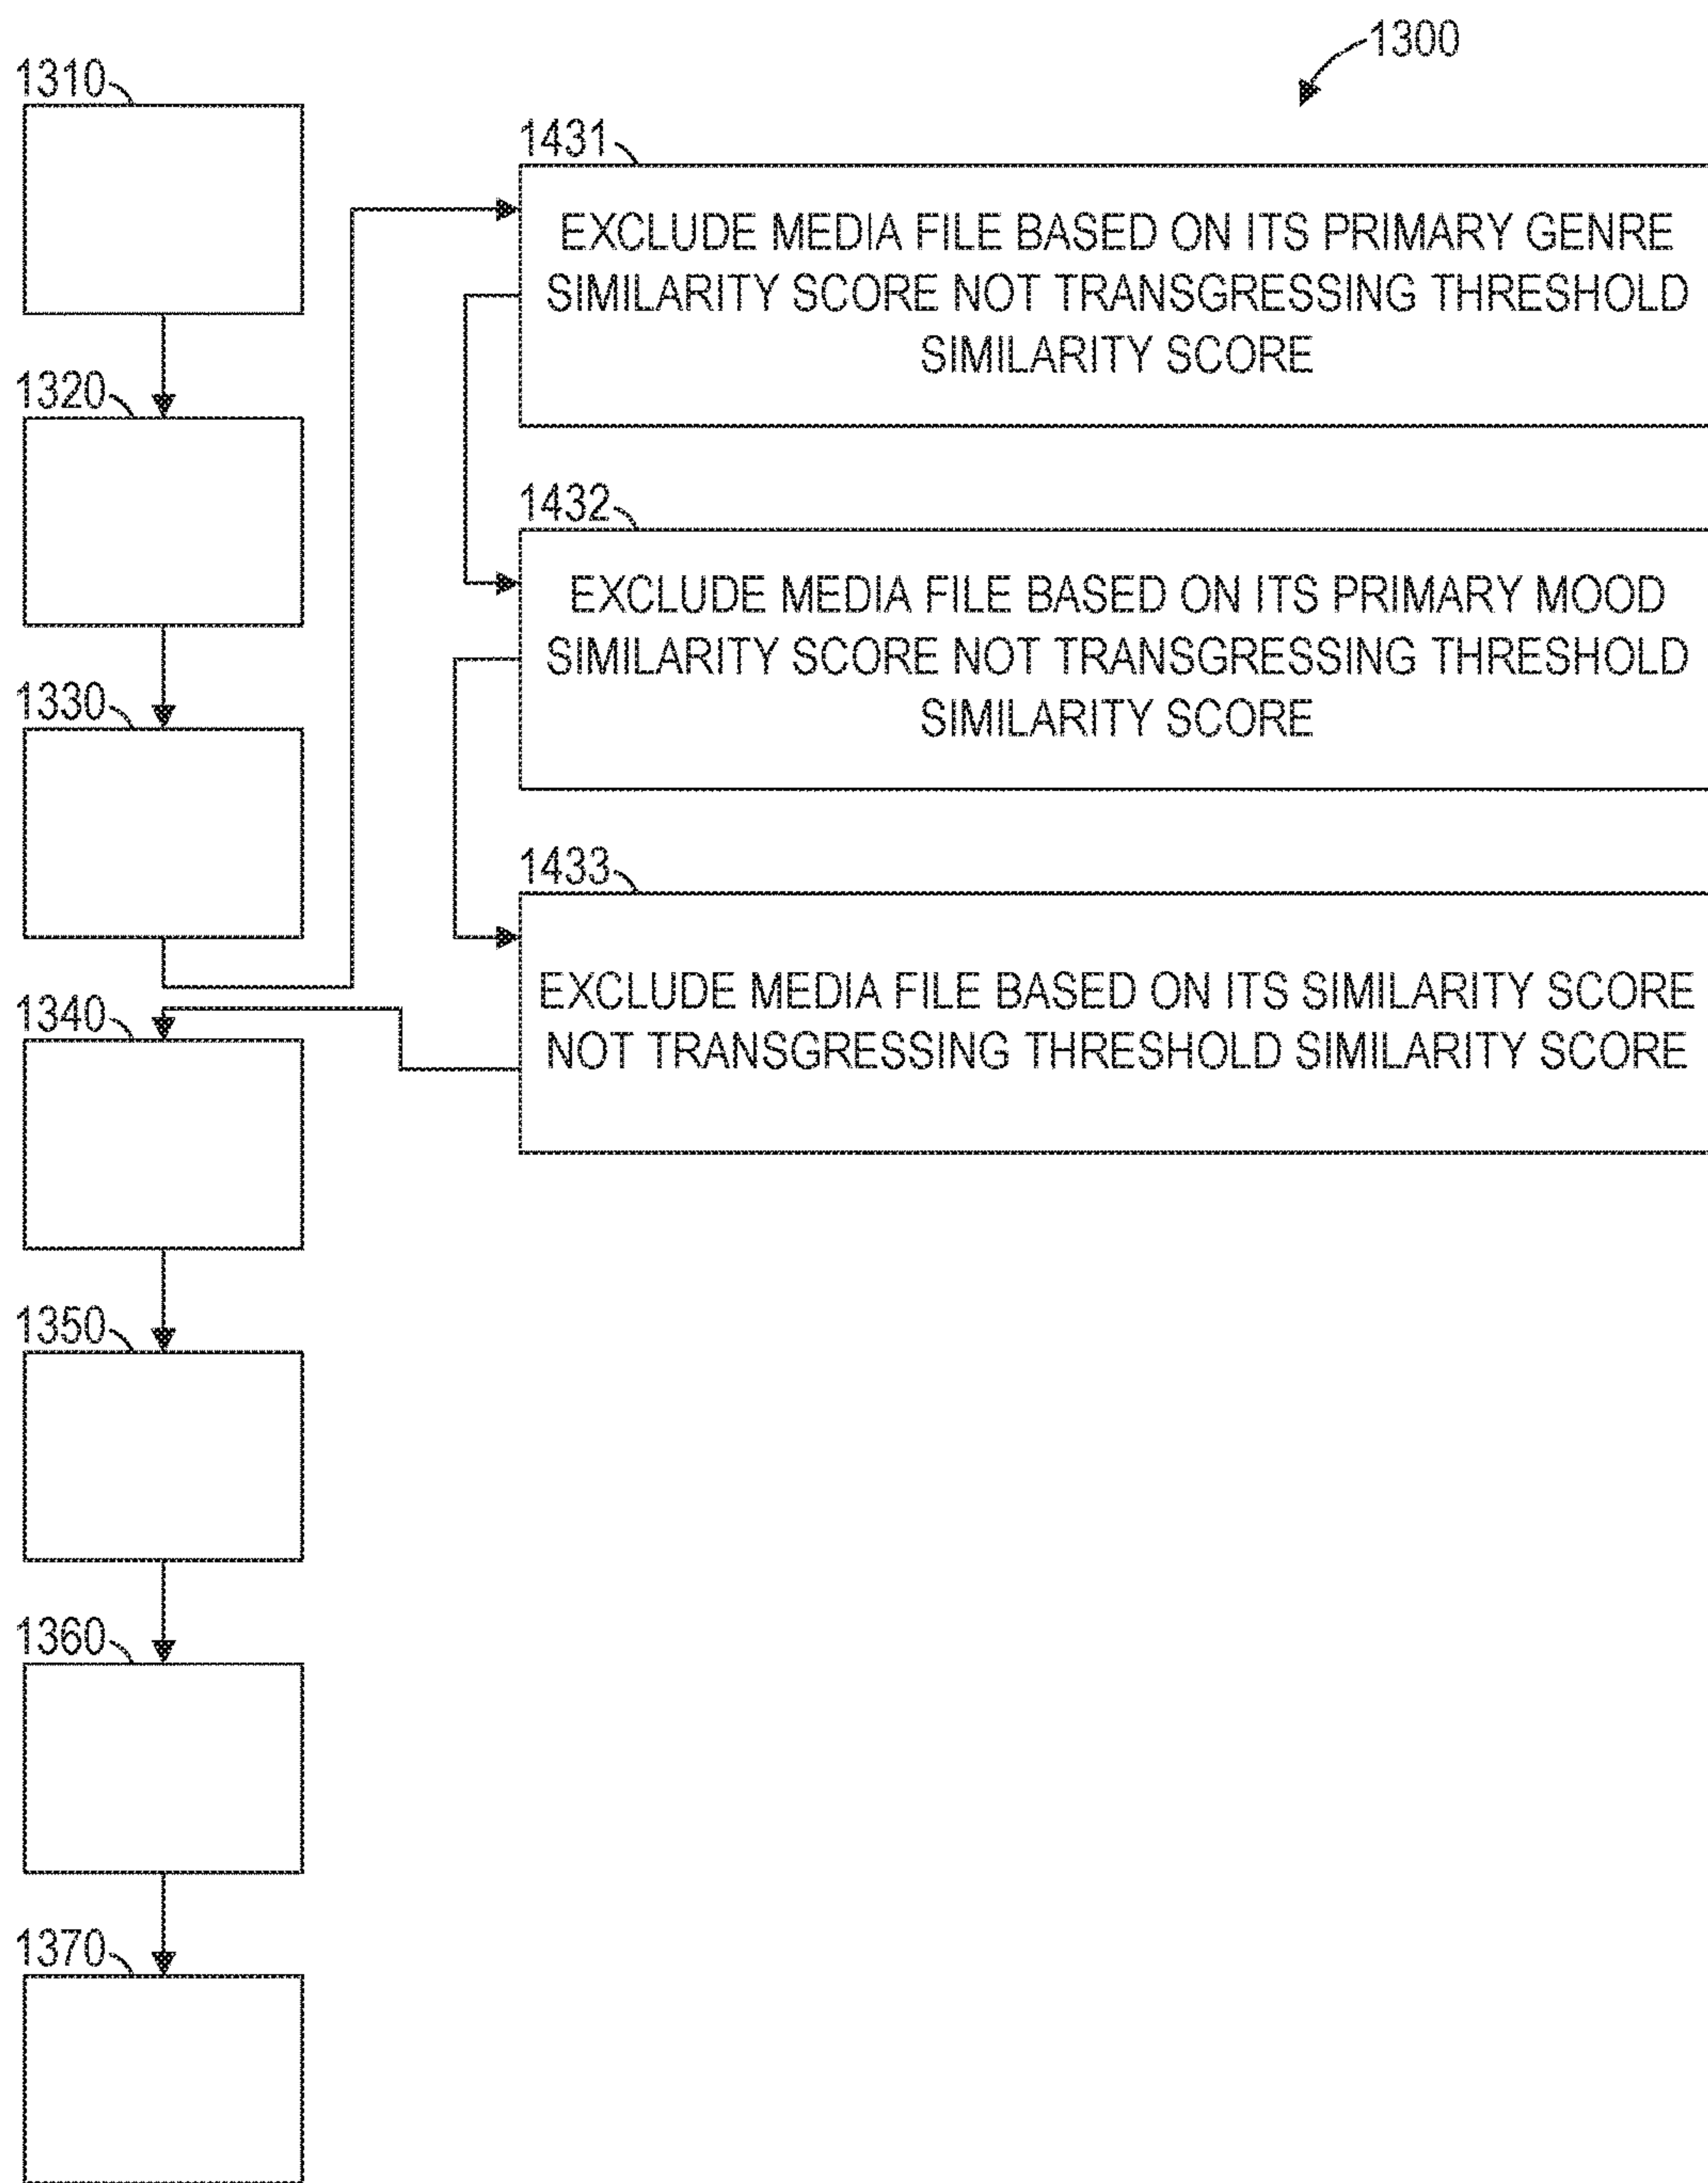 1300
1310
1320
1330
1340
1350
1360
1370
1431
EXCLUDE MEDIA FILE BASED ON ITS PRIMARY GENRE
SIMILARITY SCORE NOT TRANSGRESSING THRESHOLD
SIMILARITY SCORE
1432
EXCLUDE MEDIA FILE BASED ON ITS PRIMARY MOOD
SIMILARITY SCORE NOT TRANSGRESSING THRESHOLD
SIMILARITY SCORE
1433
EXCLUDE MEDIA FILE BASED ON ITS SIMILARITY SCORE
NOT TRANSGRESSING THRESHOLD SIMILARITY SCORE